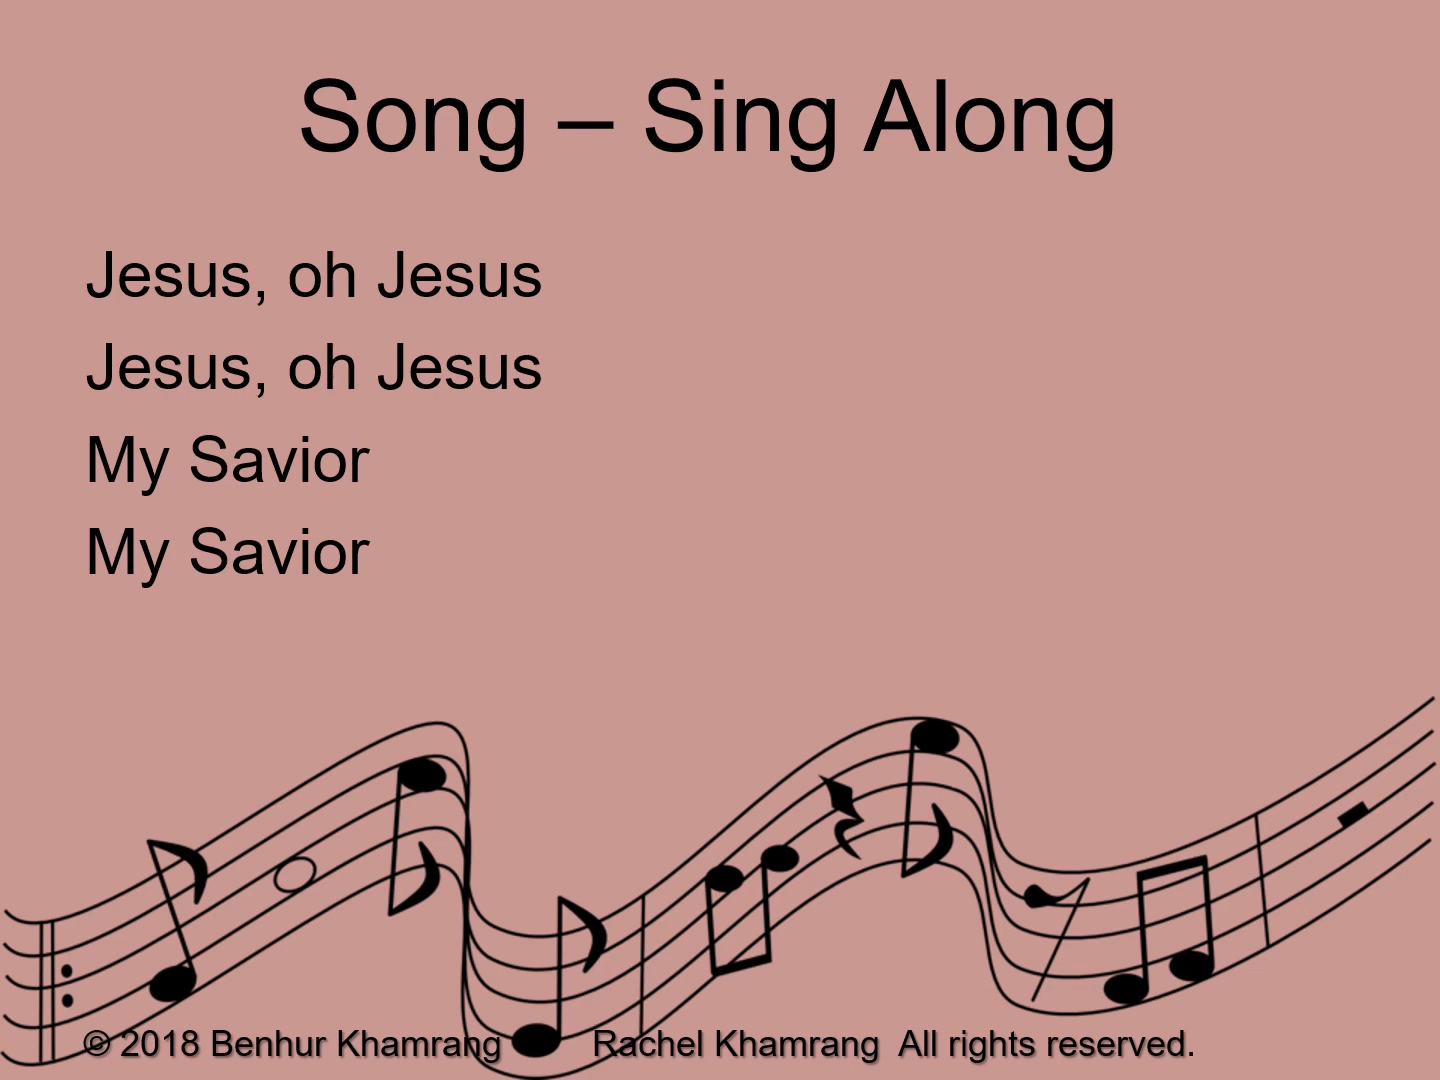 Song – Sing Along
Jesus, oh Jesus
Jesus, oh Jesus
My Savior
My Savior
© 2018 Benhur Khamrang Rachel Khamrang All rights reserved.